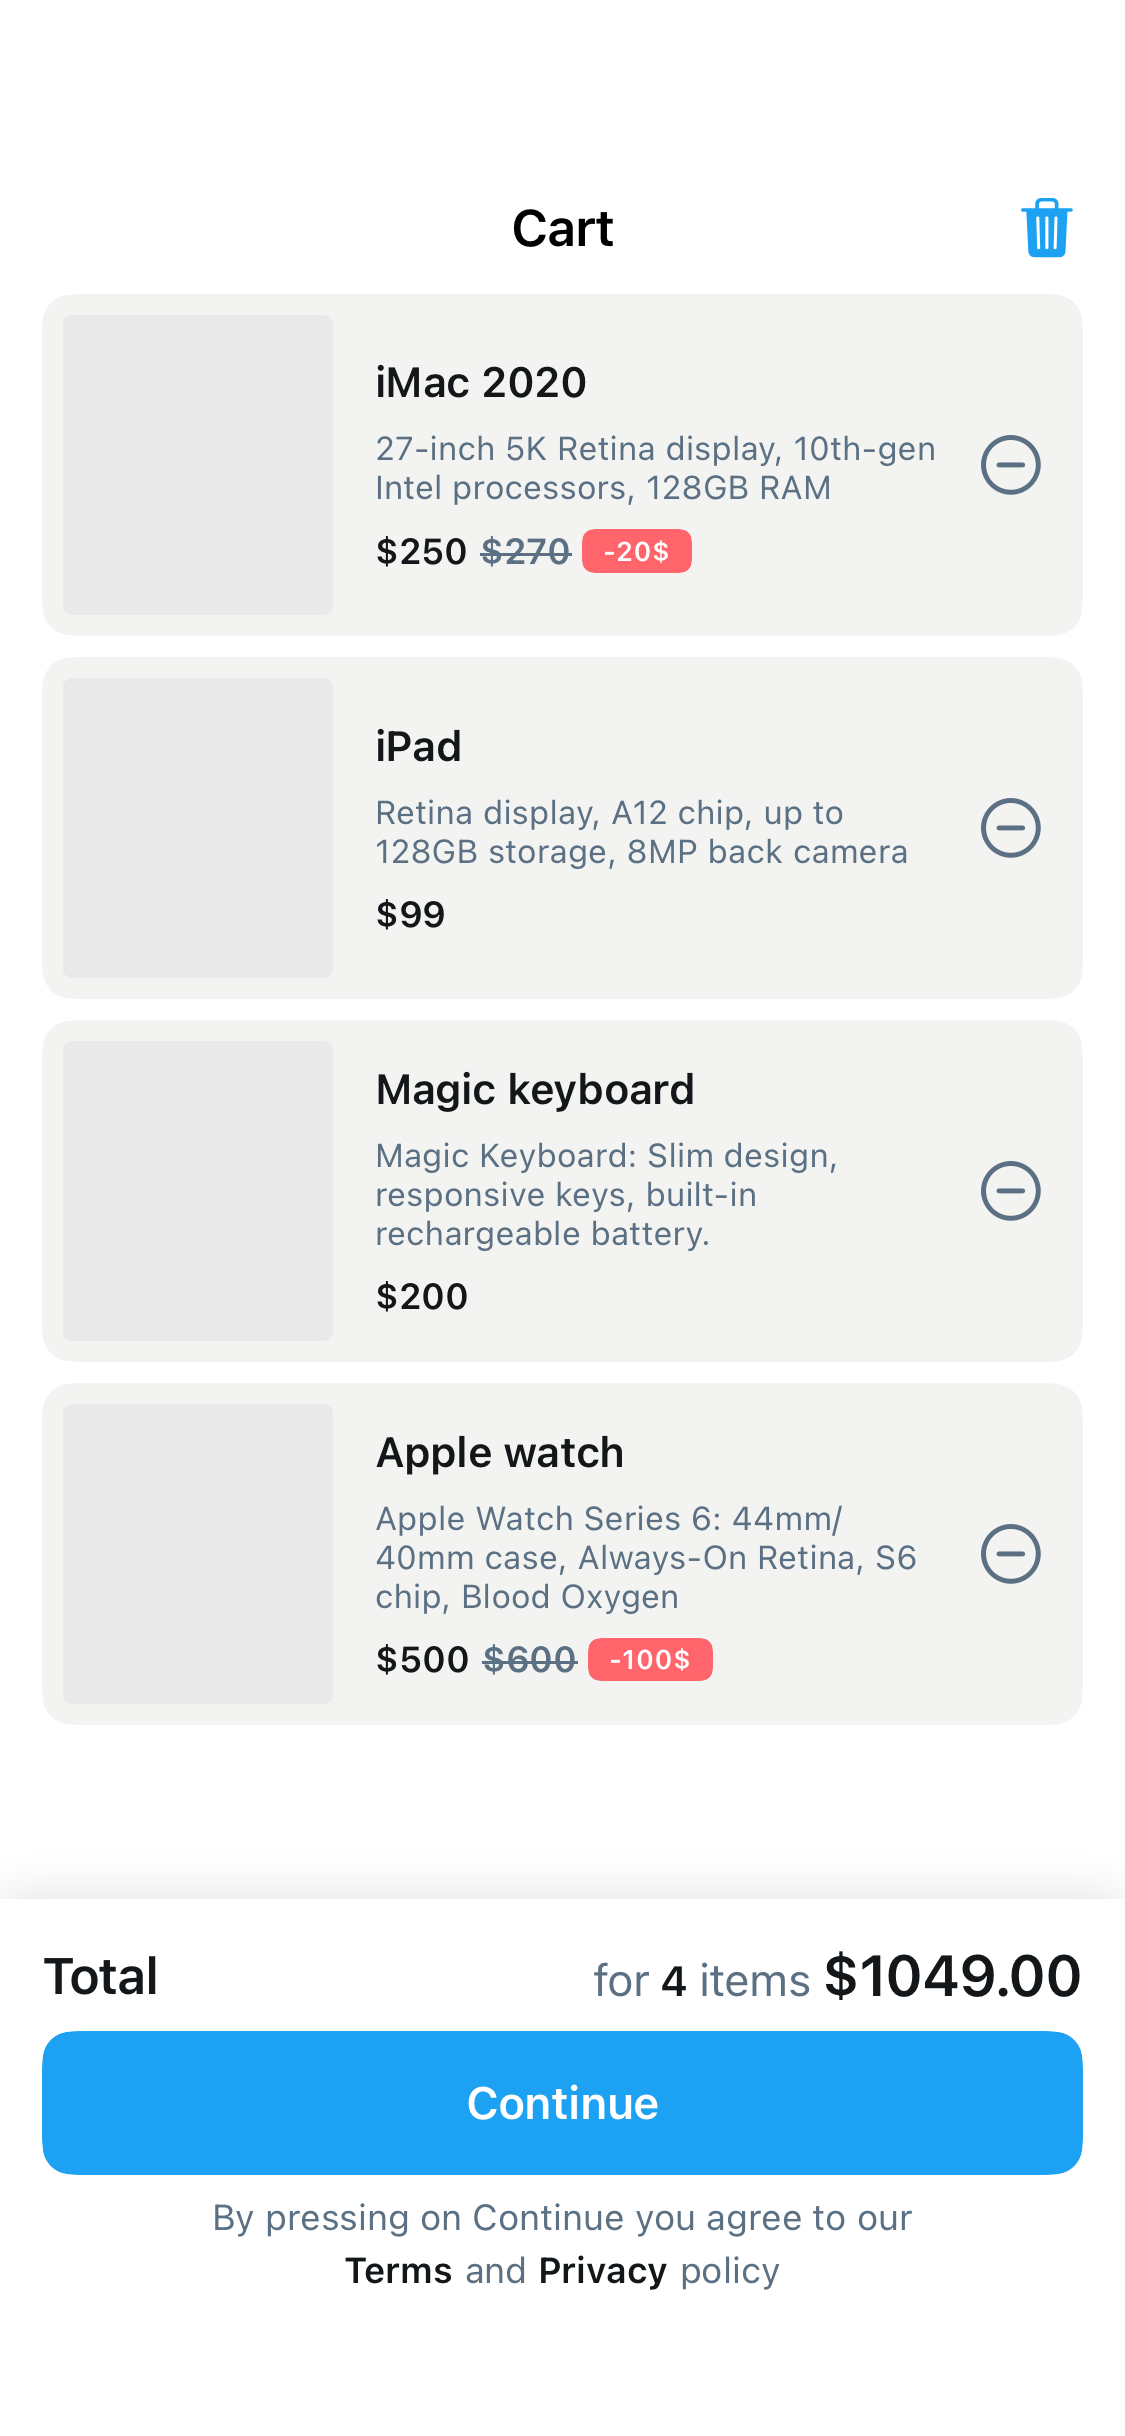 Cart
iMac 2020
27-inch 5K Retina display, 10th-gen
Intel processors, 128GB RAM
$250 $270 -20$
iPad
Retina display, A12 chip, up to
128GB storage, 8MP back camera
$99
Magic keyboard
Magic Keyboard: Slim design,
responsive keys, built-in
rechargeable battery.
$200
Apple watch
Apple Watch Series 6: 44mm/
40mm case, Always-On Retina, S6
chip, Blood Oxygen
$500 $600 -100$
Total for 4 items $1049.00
Continue
By pressing on Continue you agree to our
Terms and Privacy policy